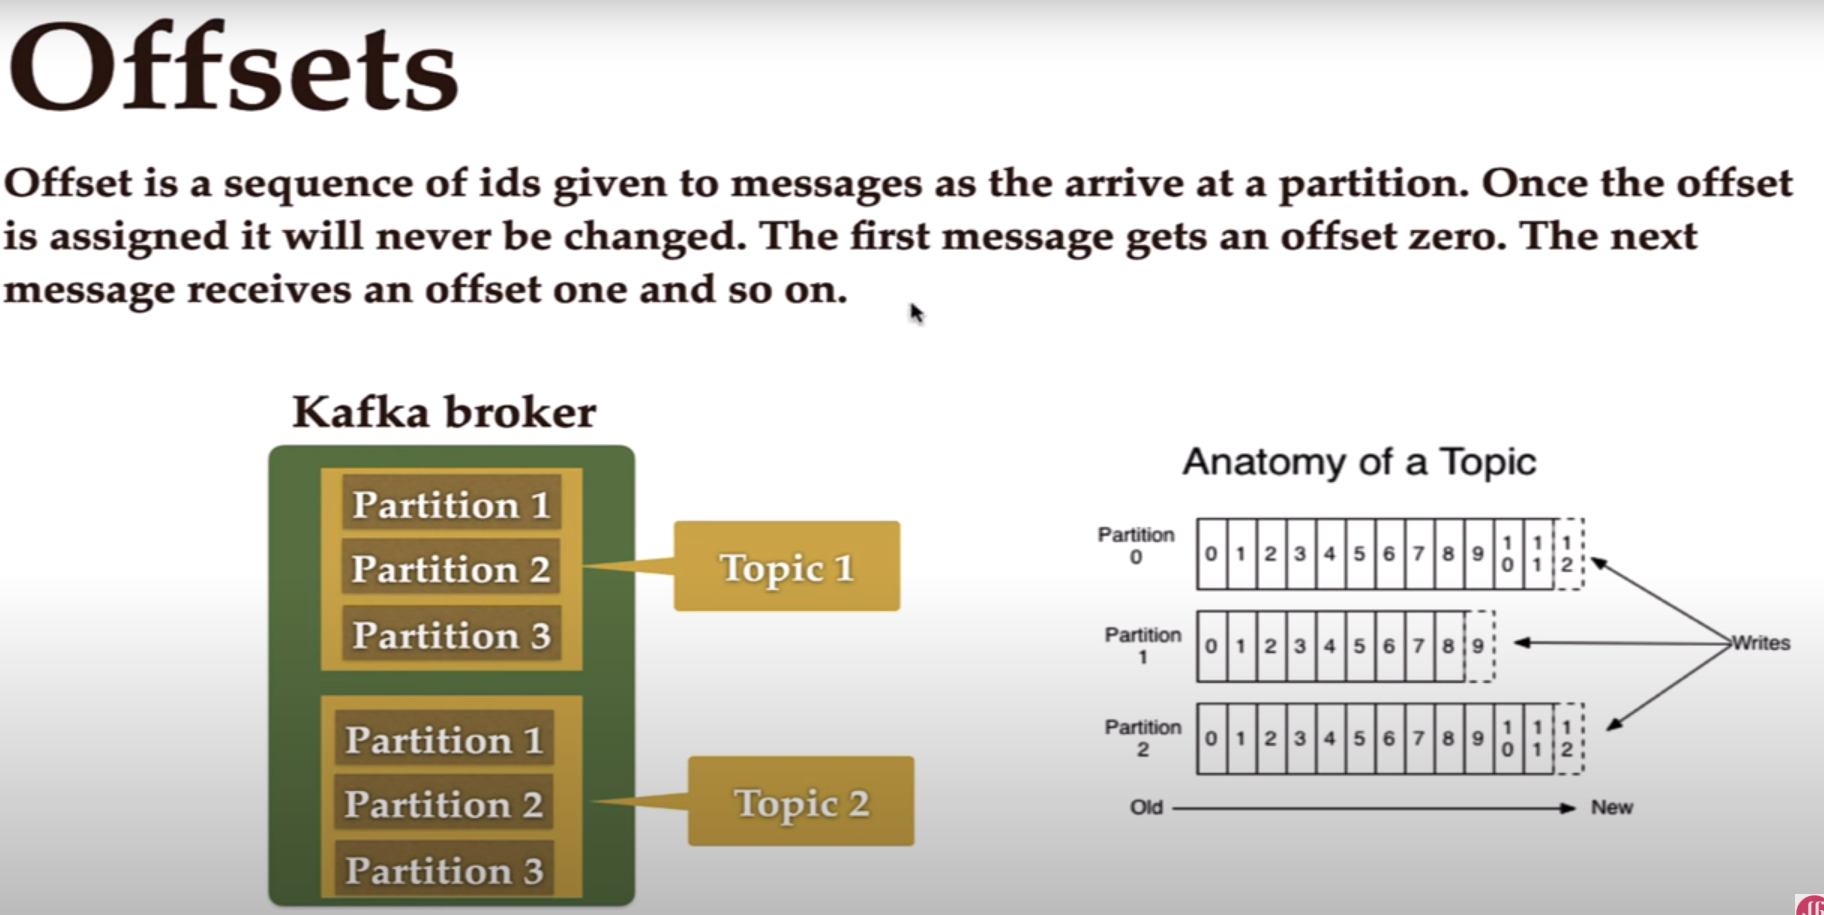 Offsets
Offset is a sequence of ids given to messages as the arrive at a partition. Once the offset
is assigned it will never be changed. The first message gets an offset zero. The next
message receives an offset one and so on.
Kafka broker
Partition 1
Partition 2
Partition 3
Topic 1
Partition 1
Partition 2
Partition 3
Topic 2
Anatomy of a Topic
Partition
0
0 1 2 3 4 5 6 7 8 9 10 11 12
Partition
1
0 1 2 3 4 5 6 7 8 9
Partition
2
0 1 2 3 4 5 6 7 8 9 10 11 12
Writes
Old
New